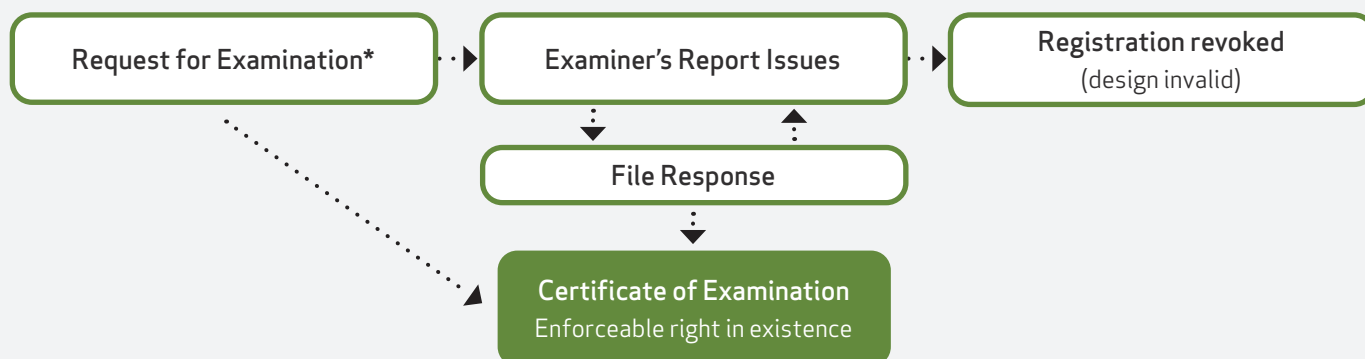 Request for Examination*
Examiner’s Report Issues
Registration revoked
(design invalid)
File Response
Certificate of Examination
Enforceable right in existence